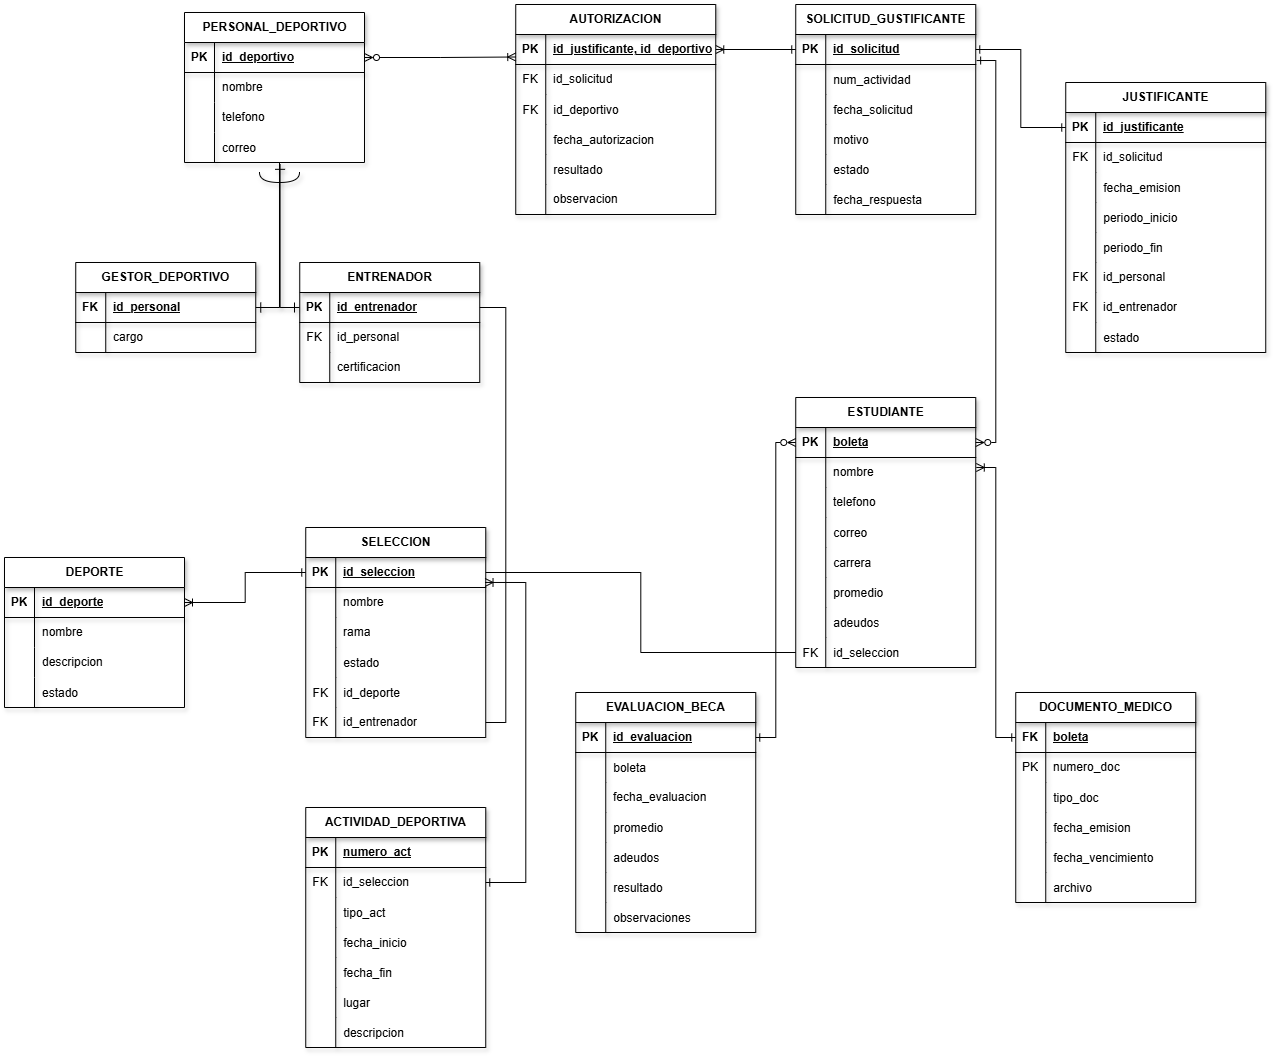 PERSONAL_DEPORTIVO
PK id_deportivo
nombre
telefono
correo
AUTORIZACION
PK id_justificante, id_deportivo
FK id_solicitud
FK id_deportivo
fecha_autorizacion
resultado
observacion
SOLICITUD_GUSTIFICANTE
PK id_solicitud
num_actividad
fecha_solicitud
motivo
estado
fecha_respuesta
JUSTIFICANTE
PK id_justificante
FK id_solicitud
fecha_emision
periodo_inicio
periodo_fin
FK id_personal
FK id_entrenador
estado
GESTOR_DEPORTIVO
FK id_personal
cargo
ENTRENADOR
PK id_entrenador
FK id_personal
certificacion
ESTUDIANTE
PK boleta
nombre
telefono
correo
carrera
promedio
adeudos
FK id_seleccion
DEPORTE
PK id_deporte
nombre
descripcion
estado
SELECCION
PK id_seleccion
nombre
rama
estado
FK id_deporte
FK id_entrenador
EVALUACION_BECA
PK id_evaluacion
boleta
fecha_evaluacion
promedio
adeudos
resultado
observaciones
DOCUMENTO_MEDICO
FK boleta
PK numero_doc
tipo_doc
fecha_emision
fecha_vencimiento
archivo
ACTIVIDAD_DEPORTIVA
PK numero_act
FK id_seleccion
tipo_act
fecha_inicio
fecha_fin
lugar
descripcion